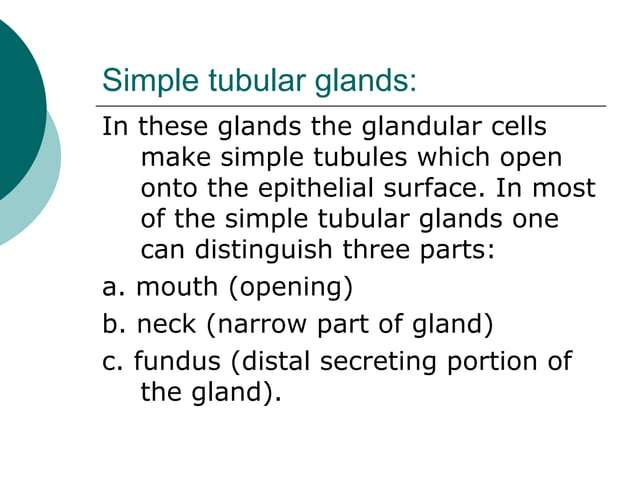 Simple tubular glands:
In these glands the glandular cells
make simple tubules which open
onto the epithelial surface. In most
of the simple tubular glands one
can distinguish three parts:
a. mouth (opening)
b. neck (narrow part of gland)
c. fundus (distal secreting portion of
the gland).